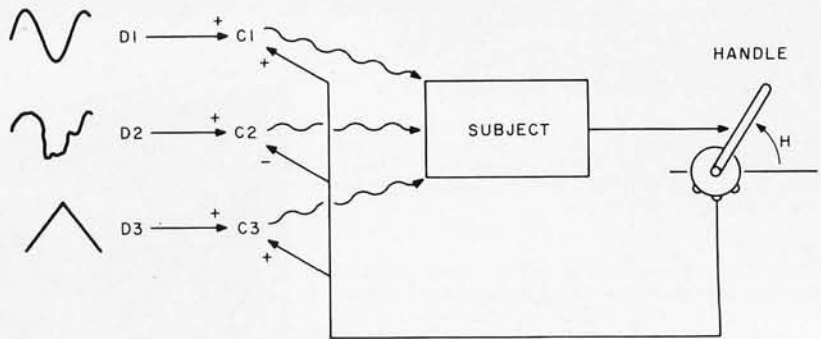 D1 + C1
+
HANDLE
D2 + C2
SUBJECT
H
−
D3 + C3
+